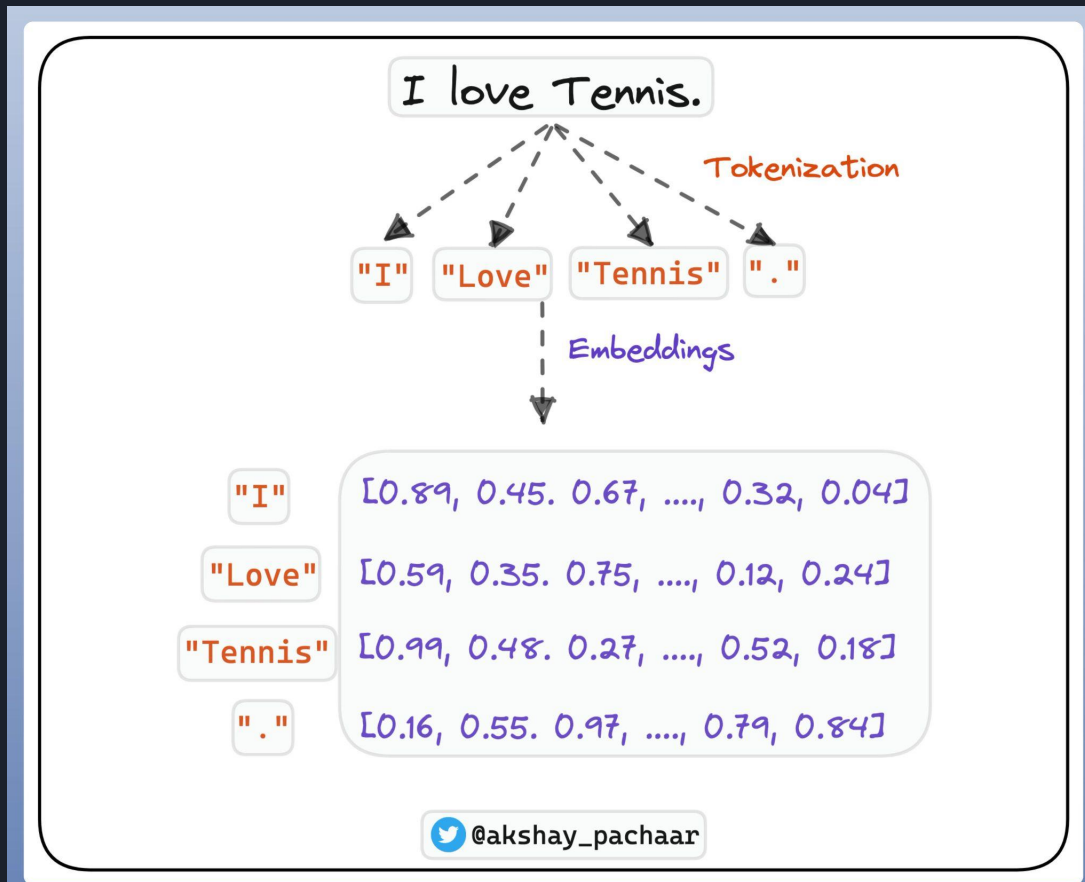 I love Tennis.
Tokenization
"I" "Love" "Tennis" "."
Embeddings
"I" [0.89, 0.45. 0.67, ...., 0.32, 0.04]
"Love" [0.59, 0.35. 0.75, ...., 0.12, 0.24]
"Tennis" [0.99, 0.48. 0.27, ...., 0.52, 0.18]
"." [0.16, 0.55. 0.97, ...., 0.79, 0.84]
@akshay_pachaar